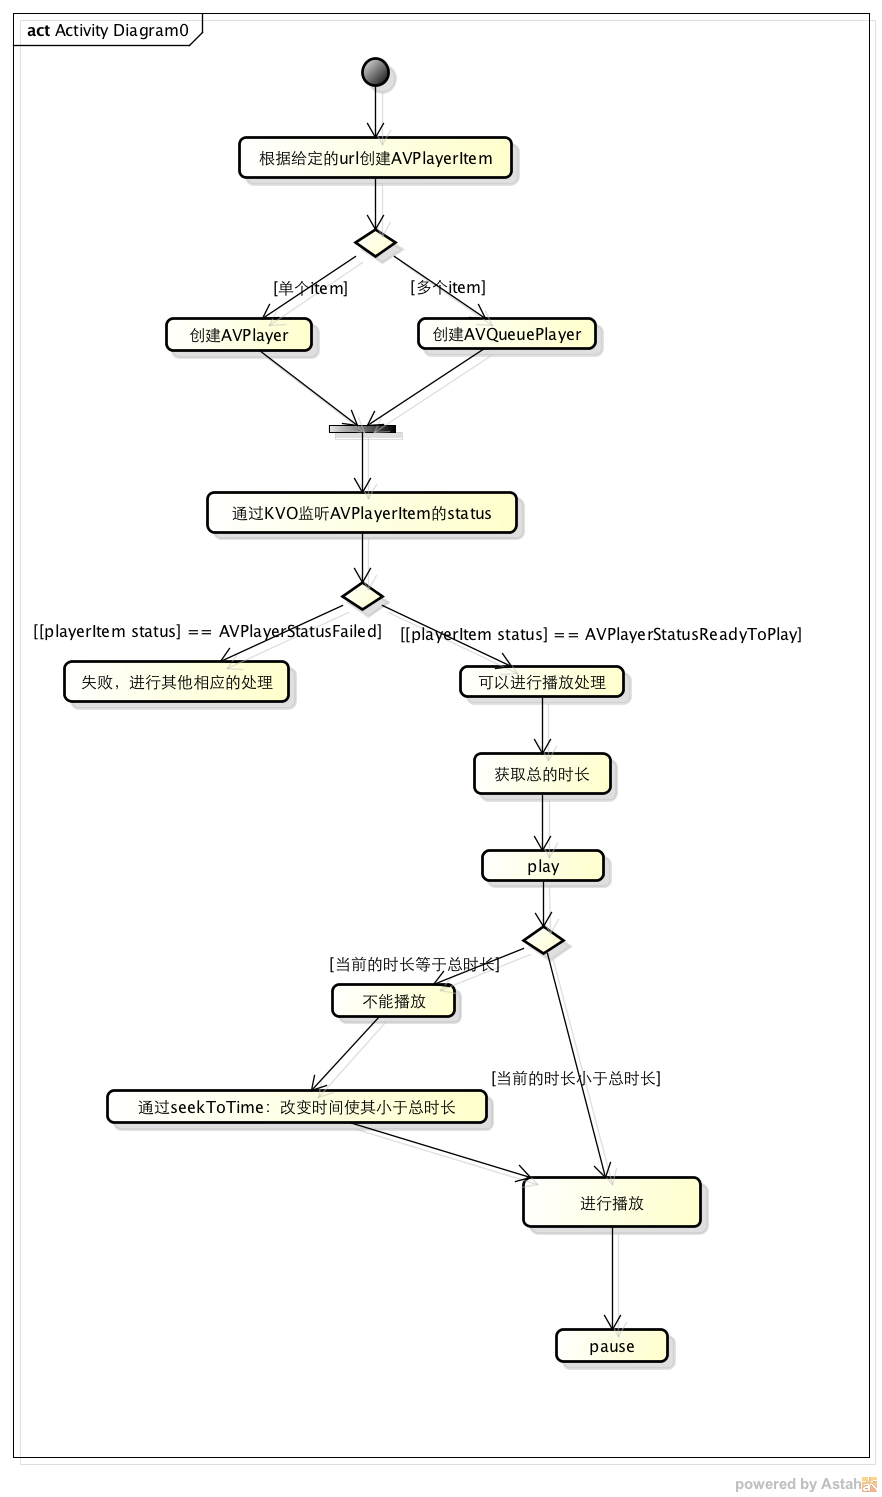 act Activity Diagram0
根据给定的url创建AVPlayerItem
[单个item]
[多个item]
创建AVPlayer
创建AVQueuePlayer
通过KVO监听AVPlayerItem的status
[[playerItem status] == AVPlayerStatusFailed]
[[playerItem status] == AVPlayerStatusReadyToPlay]
失败，进行其他相应的处理
可以进行播放处理
获取总的时长
play
[当前的时长等于总时长]
不能播放
[当前的时长小于总时长]
通过seekToTime：改变时间使其小于总时长
进行播放
pause
powered by Astah